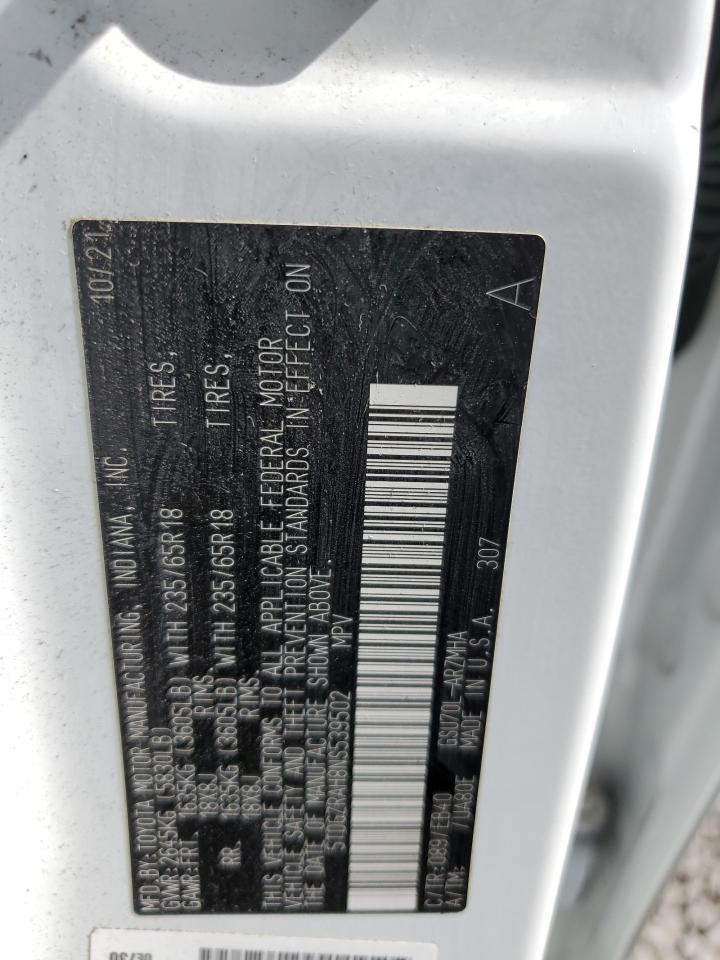 MFD.BY:TOYOTA MOTOR MANUFACTURING, INDIANA, INC. 10/21
GVWR:2645KG (5830LB)
GAWR:FRT 1635KG (3605LB) WITH 235/65R18 TIRES,
18X8J RIMS,
RR. 1635KG (3605LB) WITH 235/65R18 TIRES,
18X8J RIMS,
THIS VEHICLE CONFORMS TO ALL APPLICABLE FEDERAL MOTOR
VEHICLE SAFETY AND THEFT PREVENTION STANDARDS IN EFFECT ON
THE DATE OF MANUFACTURE SHOWN ABOVE.
MPV
C/TR:089/EB40 GSU70L-ARZMHA
A/TM: MADE IN U.S.A. 307 A
0E730